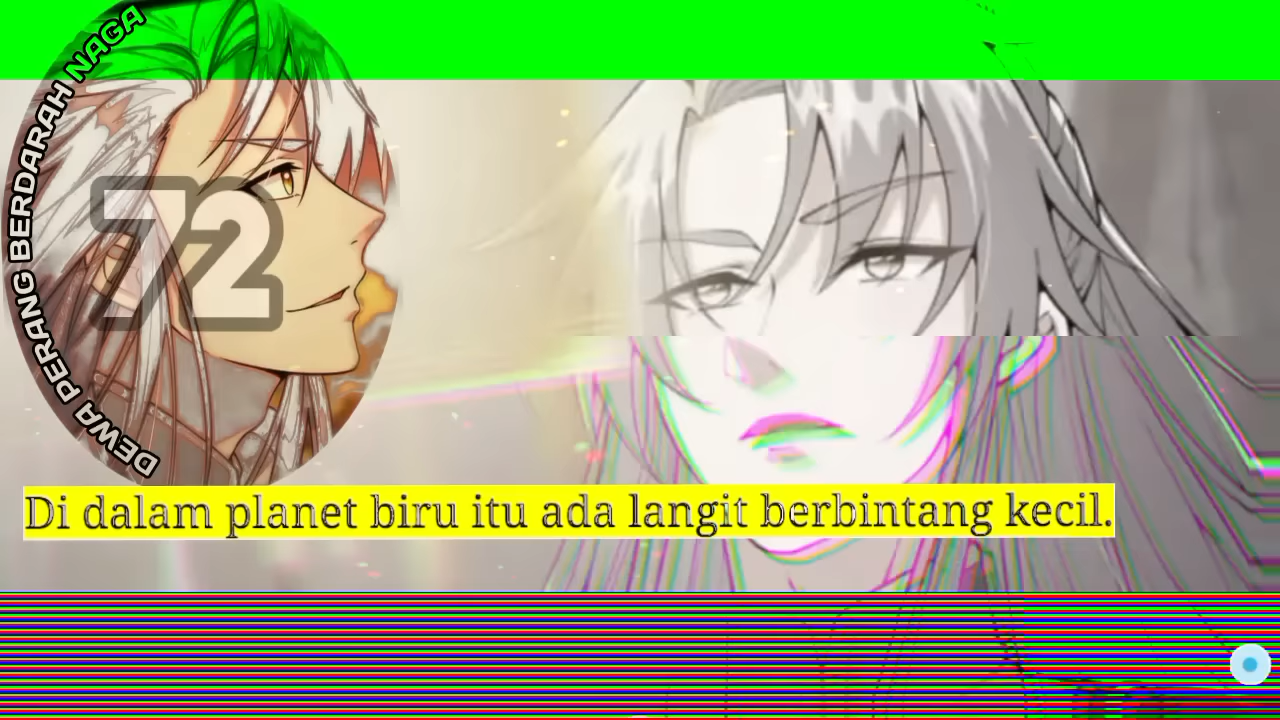 DEWA PERANG BERDARAH NAGA
72
Di dalam planet biru itu ada langit berbintang kecil.